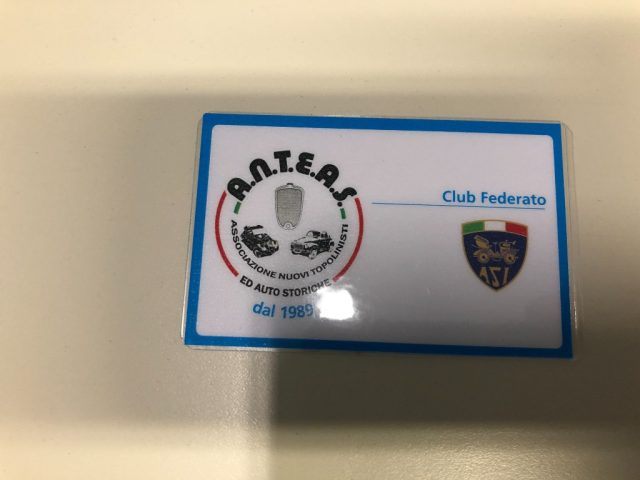 A.N.T.E.A.S.
ASSOCIAZIONE NUOVI TOPOLINISTI
ED AUTO STORICHE
dal 1989
Club Federato
ASI